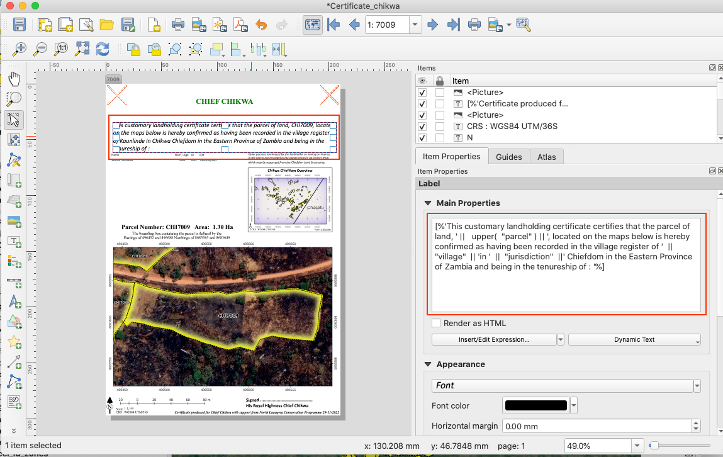 *Certificate_chikwa
1: 7009
7009
CHIEF CHIKWA
is customary landholding certificate certi s that the parcel of land, CHI7009, locate
on the maps below is hereby confirmed as having been recorded in the village register
in Chikwa Chiefdom in the Eastern Province of Zambia and being in the
tureship of :
Chikwa Chiefdom Overview
Parcel Number: CHI7009 Area: 1.30 Ha
Signed
His Royal Highness Chief Chikwa
Items
Item
<Picture>
[%'Certificate produced f...
<Picture>
CRS : WGS84 UTM/36S
N
Item Properties Guides Atlas
Item Properties
Label
Main Properties
[%'This customary landholding certificate certifies that the parcel of
land, ' || upper( "parcel" ) || ', located on the maps below is hereby
confirmed as having been recorded in the village register of ' ||
"village" || 'in ' || "jurisdiction" ||' Chiefdom in the Eastern Province
of Zambia and being in the tenureship of : '%]
Render as HTML
Insert/Edit Expression... Dynamic Text
Appearance
Font
Font color
Horizontal margin 0.00 mm
1 item selected x: 130.208 mm y: 46.7848 mm page: 1 49.0%